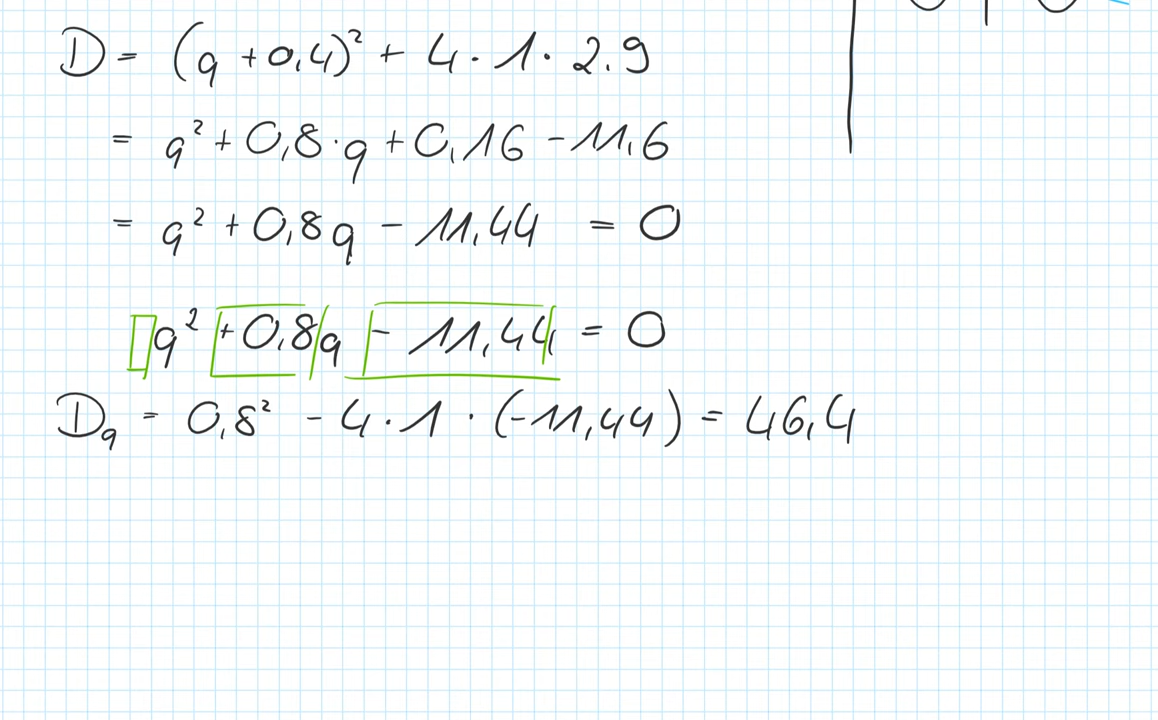 D = (q + 0,4)² + 4 · 1 · 2.9
= q² + 0,8 · q + 0,16 - 11,6
= q² + 0,8q - 11,44 = 0
q² + 0,8q - 11,44 = 0
Dq = 0,8² - 4 · 1 · (-11,44) = 46,4